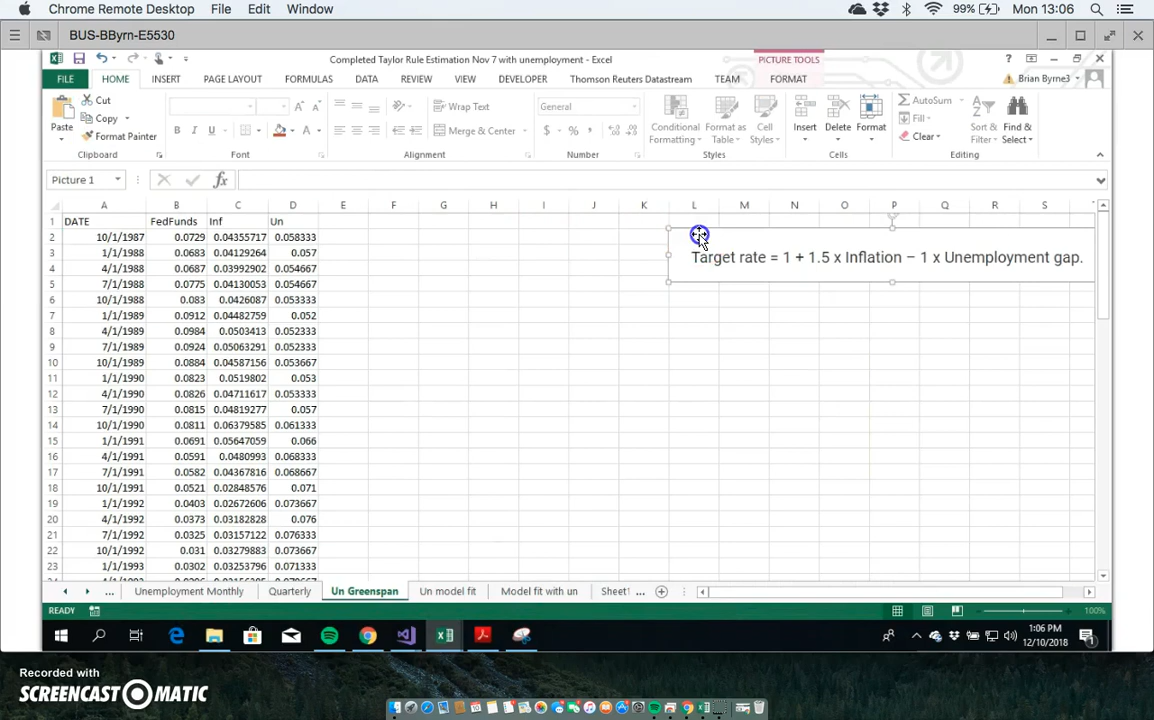 Chrome Remote Desktop File Edit Window 99% Mon 13:06
BUS-BByrn-E5530
Completed Taylor Rule Estimation Nov 7 with unemployment - Excel PICTURE TOOLS
FILE HOME INSERT PAGE LAYOUT FORMULAS DATA REVIEW VIEW DEVELOPER Thomson Reuters Datastream TEAM FORMAT Brian Byrne3
Paste Cut Copy Format Painter Wrap Text Merge & Center General Conditional Formatting Format as Table Cell Styles Insert Delete Format AutoSum Fill Clear Sort & Filter Find & Select
Clipboard Font Alignment Number Styles Cells Editing
Picture 1
A B C D E F G H I J K L M N O P Q R S
1 DATE FedFunds Inf Un
2 10/1/1987 0.0729 0.04355717 0.058333
3 1/1/1988 0.0683 0.04129264 0.057
4 4/1/1988 0.0687 0.03992902 0.054667
5 7/1/1988 0.0775 0.04130053 0.054667
6 10/1/1988 0.083 0.0426087 0.053333
7 1/1/1989 0.0912 0.04482759 0.052
8 4/1/1989 0.0984 0.0503413 0.052333
9 7/1/1989 0.0924 0.05063291 0.052333
10 10/1/1989 0.0884 0.04587156 0.053667
11 1/1/1990 0.0823 0.0519802 0.053
12 4/1/1990 0.0826 0.04711617 0.053333
13 7/1/1990 0.0815 0.04819277 0.057
14 10/1/1990 0.0811 0.06379585 0.061333
15 1/1/1991 0.0691 0.05647059 0.066
16 4/1/1991 0.0591 0.0480993 0.068333
17 7/1/1991 0.0582 0.04367816 0.068667
18 10/1/1991 0.0521 0.02848576 0.071
19 1/1/1992 0.0403 0.02672606 0.073667
20 4/1/1992 0.0373 0.03182828 0.076
21 7/1/1992 0.0325 0.03157122 0.076333
22 10/1/1992 0.031 0.03279883 0.073667
23 1/1/1993 0.0302 0.03253796 0.071333
Target rate = 1 + 1.5 x Inflation – 1 x Unemployment gap.
... Unemployment Monthly Quarterly Un Greenspan Un model fit Model fit with un Sheet1 ...
READY 100%
1:06 PM
12/10/2018
Recorded with
SCREENCAST-O-MATIC